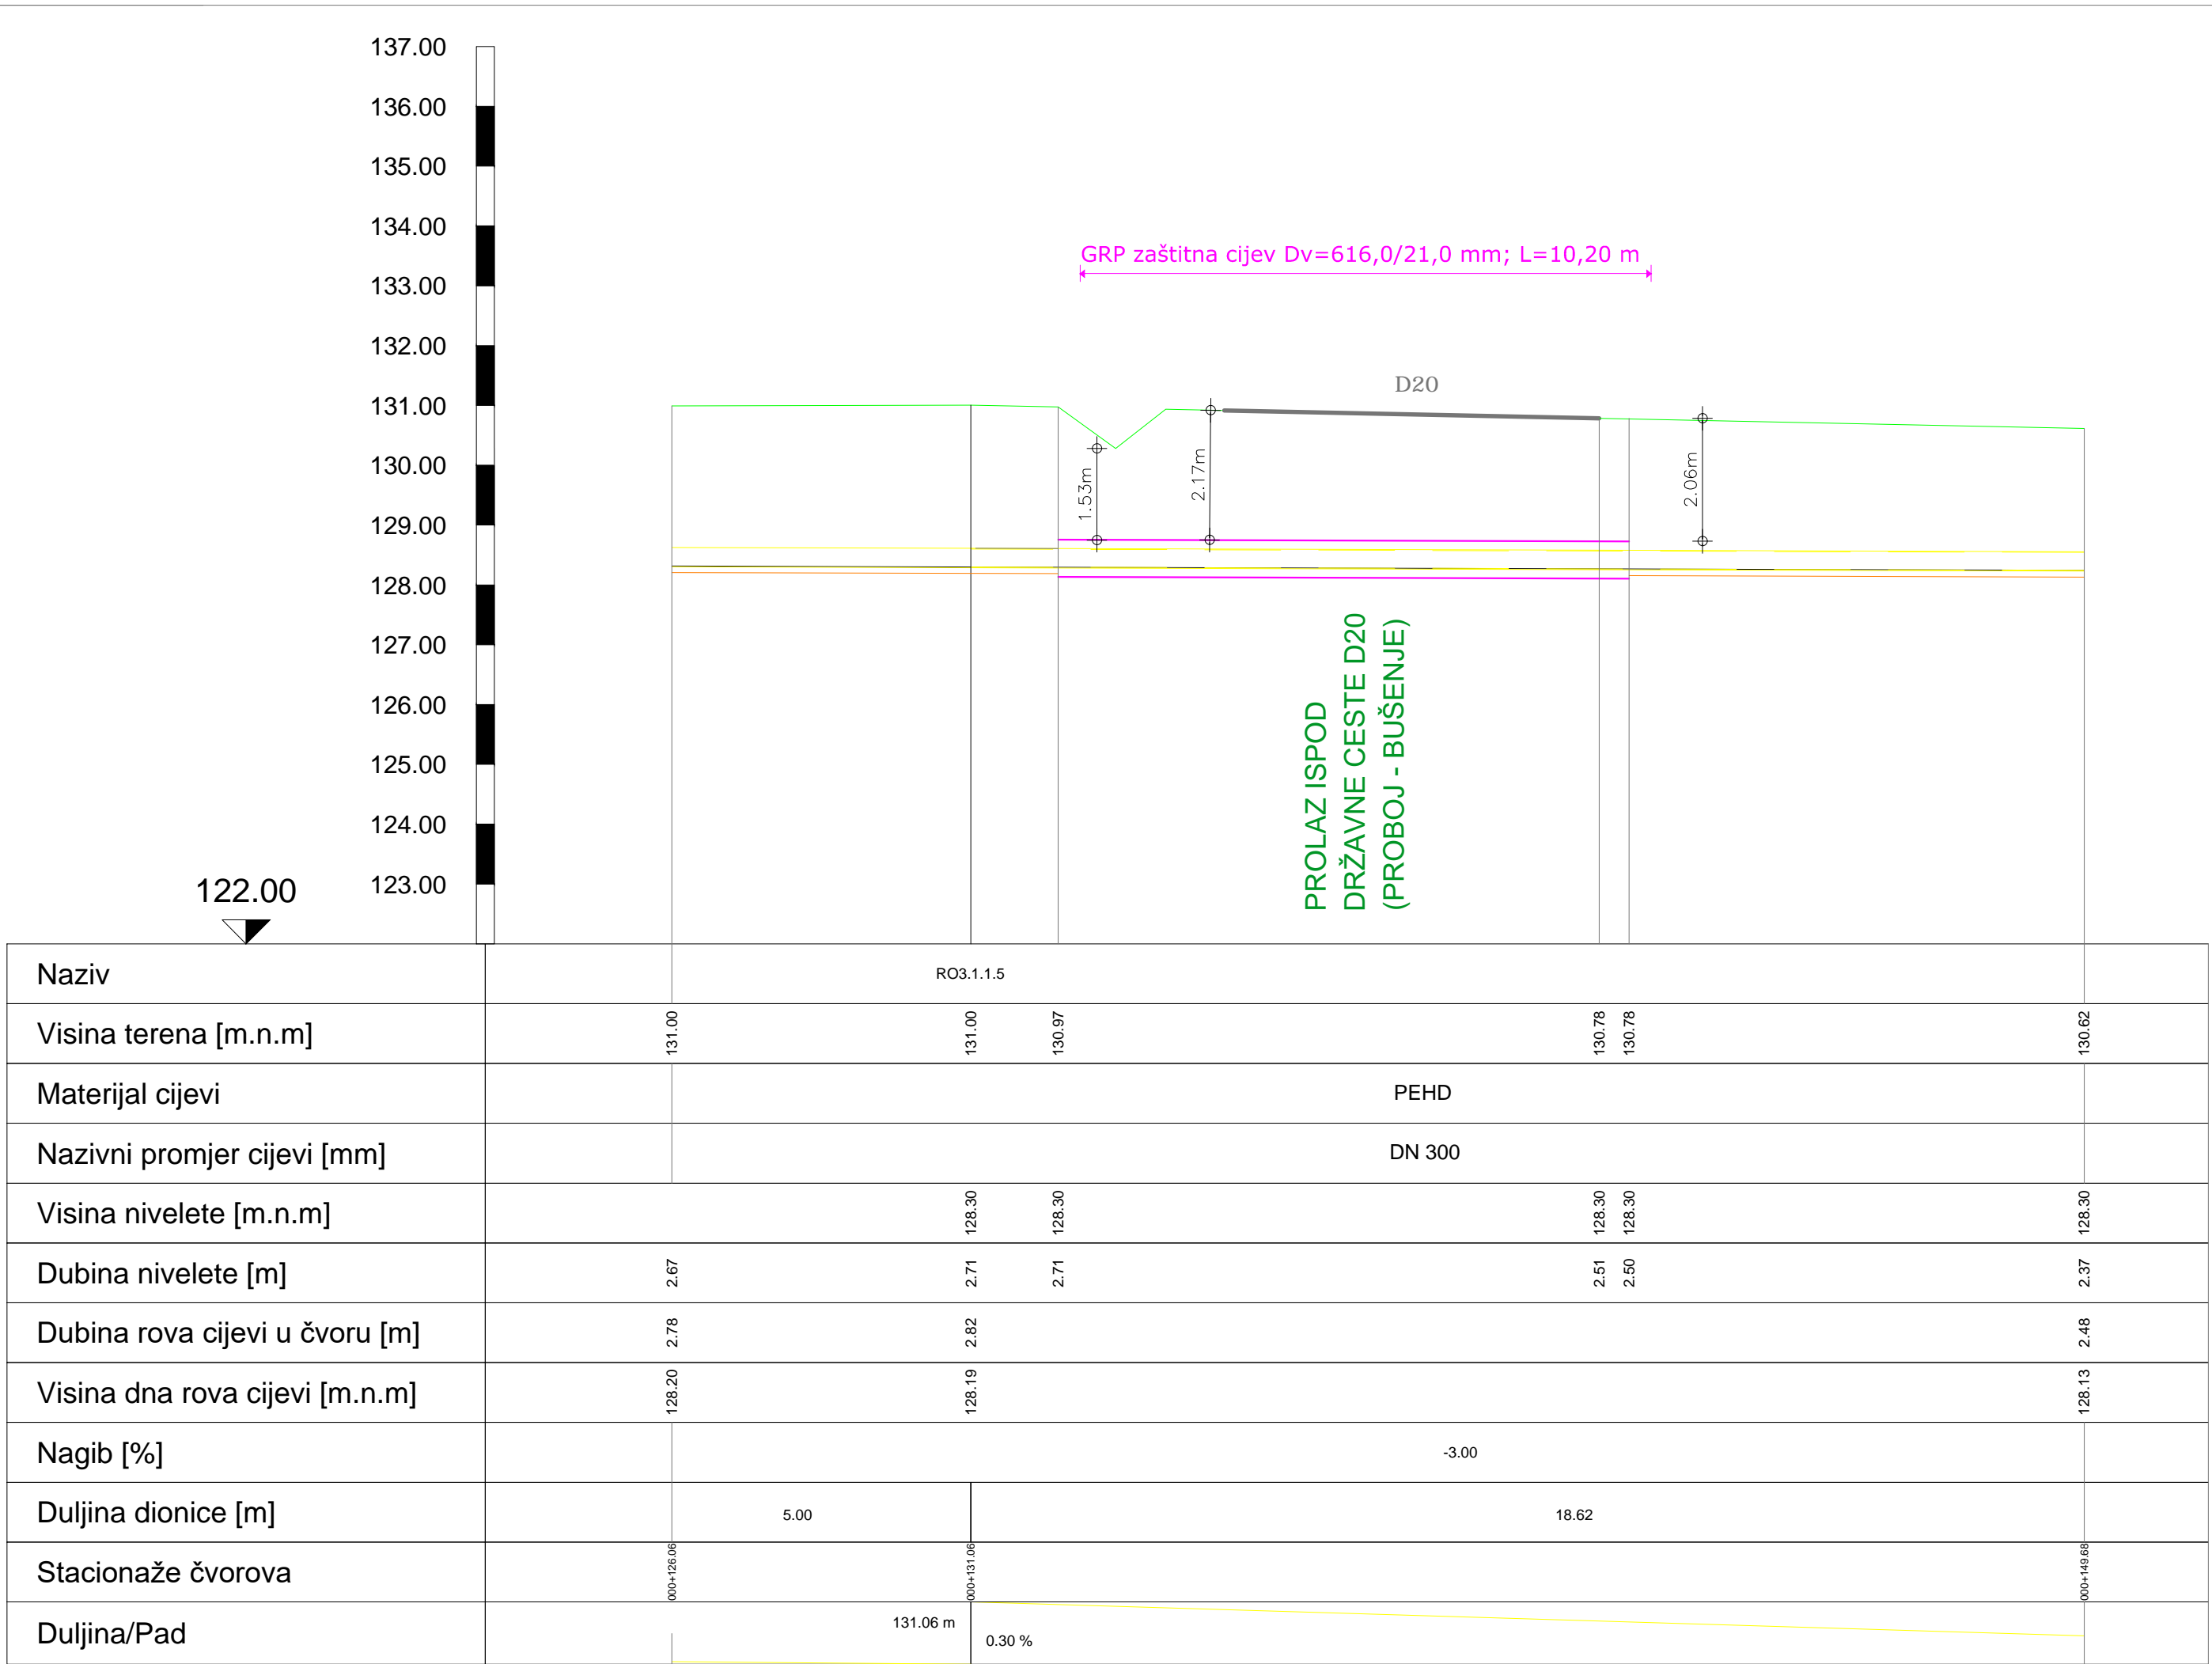 137.00
136.00
135.00
134.00
133.00
132.00
131.00
130.00
129.00
128.00
127.00
126.00
125.00
124.00
123.00
122.00
GRP zaštitna cijev Dv=616,0/21,0 mm; L=10,20 m
D20
1.53m
2.17m
2.06m
PROLAZ ISPOD
DRŽAVNE CESTE D20
(PROBOJ - BUŠENJE)
Naziv RO3.1.1.5
Visina terena [m.n.m] 131.00 131.00 130.97 130.78 130.78 130.62
Materijal cijevi PEHD
Nazivni promjer cijevi [mm] DN 300
Visina nivelete [m.n.m] 128.30 128.30 128.30 128.30 128.30
Dubina nivelete [m] 2.67 2.71 2.71 2.51 2.50 2.37
Dubina rova cijevi u čvoru [m] 2.78 2.82 2.48
Visina dna rova cijevi [m.n.m] 128.20 128.19 128.13
Nagib [%] -3.00
Duljina dionice [m] 5.00 18.62
Stacionaže čvorova 000+126.06 000+131.06 000+149.68
Duljina/Pad 131.06 m 0.30 %